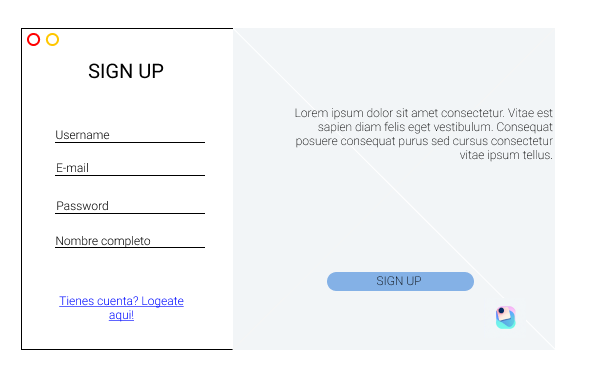 SIGN UP
Username
E-mail
Password
Nombre completo
Tienes cuenta? Logeate
aqui!
Lorem ipsum dolor sit amet consectetur. Vitae est
sapien diam felis eget vestibulum. Consequat
posuere consequat purus sed cursus consectetur
vitae ipsum tellus.
SIGN UP